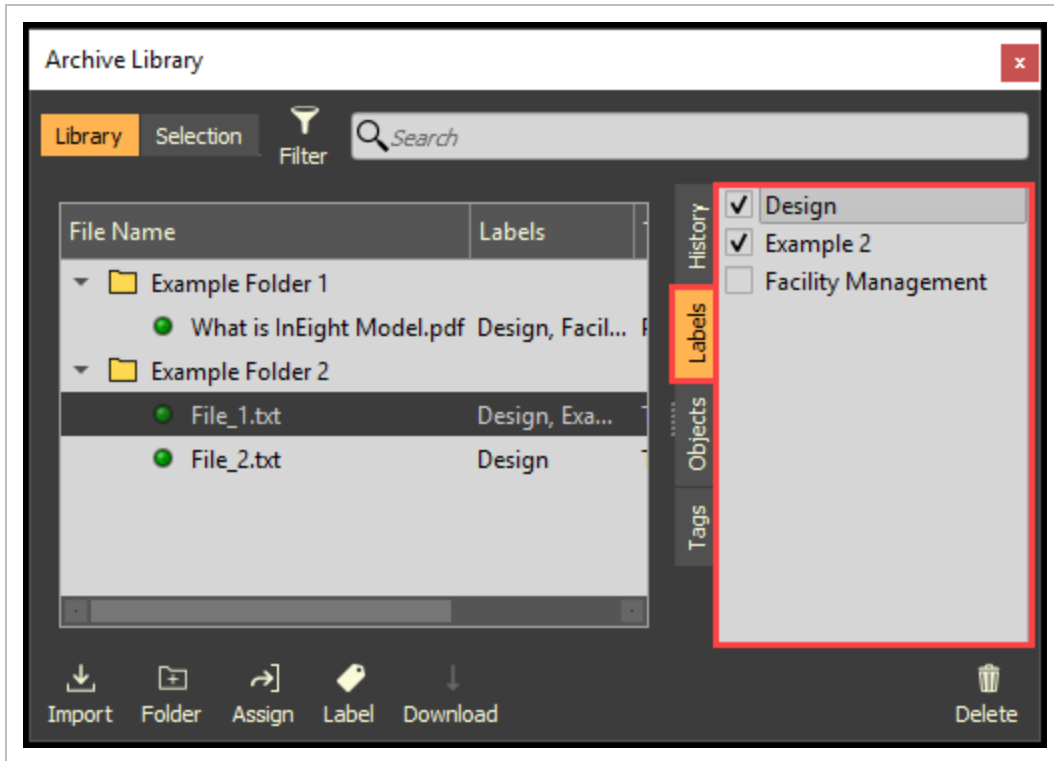 Archive Library
x
Library Selection Filter Search
File Name Labels
Example Folder 1
What is InEight Model.pdf Design, Facil...
Example Folder 2
File_1.txt Design, Exa...
File_2.txt Design
History
Labels
Objects
Tags
Design
Example 2
Facility Management
Import Folder Assign Label Download Delete